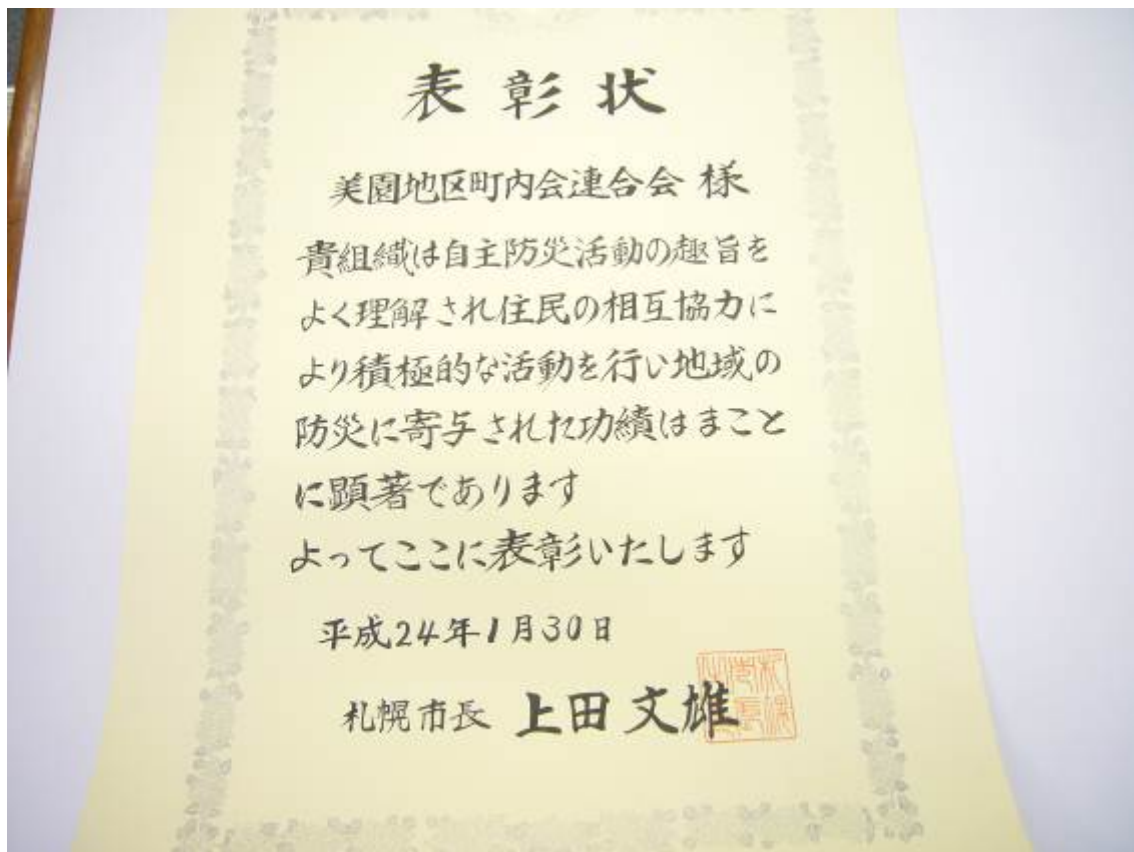 表彰状
美園地区町内会連合会 様
貴組織は自主防災活動の趣旨を
よく理解され住民の相互協力に
より積極的な活動を行い地域の
防災に寄与された功績はまこと
に顕著であります
よってここに表彰いたします
平成24年1月30日
札幌市長 上田文雄